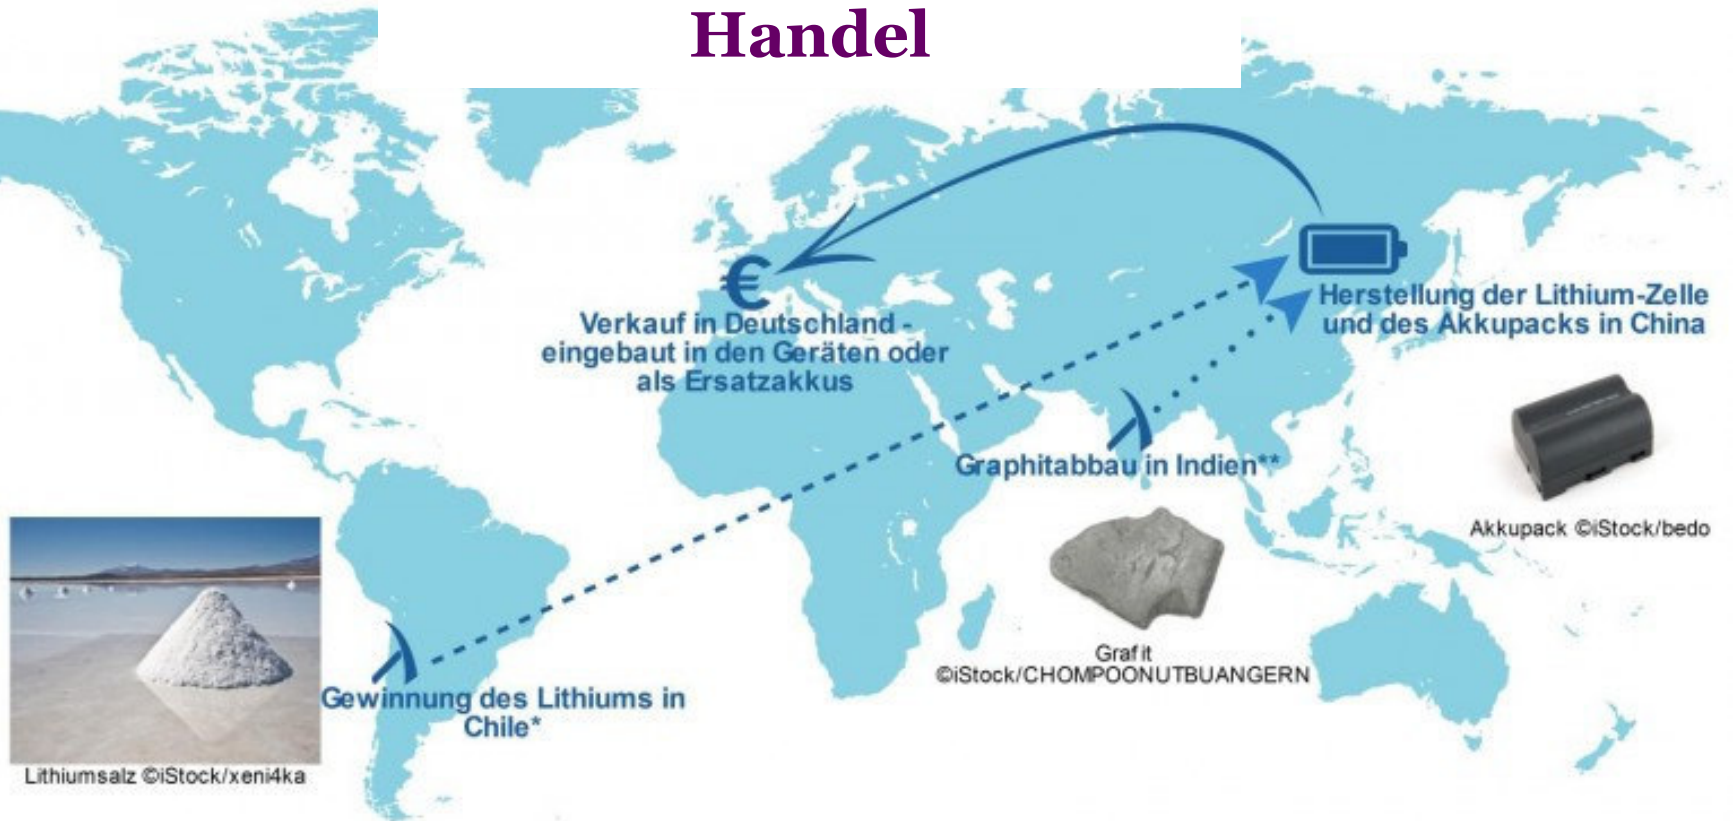 Handel
€
Verkauf in Deutschland -
eingebaut in den Geräten oder
als Ersatzakkus
Herstellung der Lithium-Zelle
und des Akkupacks in China
Graphitabbau in Indien**
Akkupack ©iStock/bedo
Grafit
©iStock/CHOMPOONUTBUANGERN
Gewinnung des Lithiums in
Chile*
Lithiumsalz ©iStock/xeni4ka